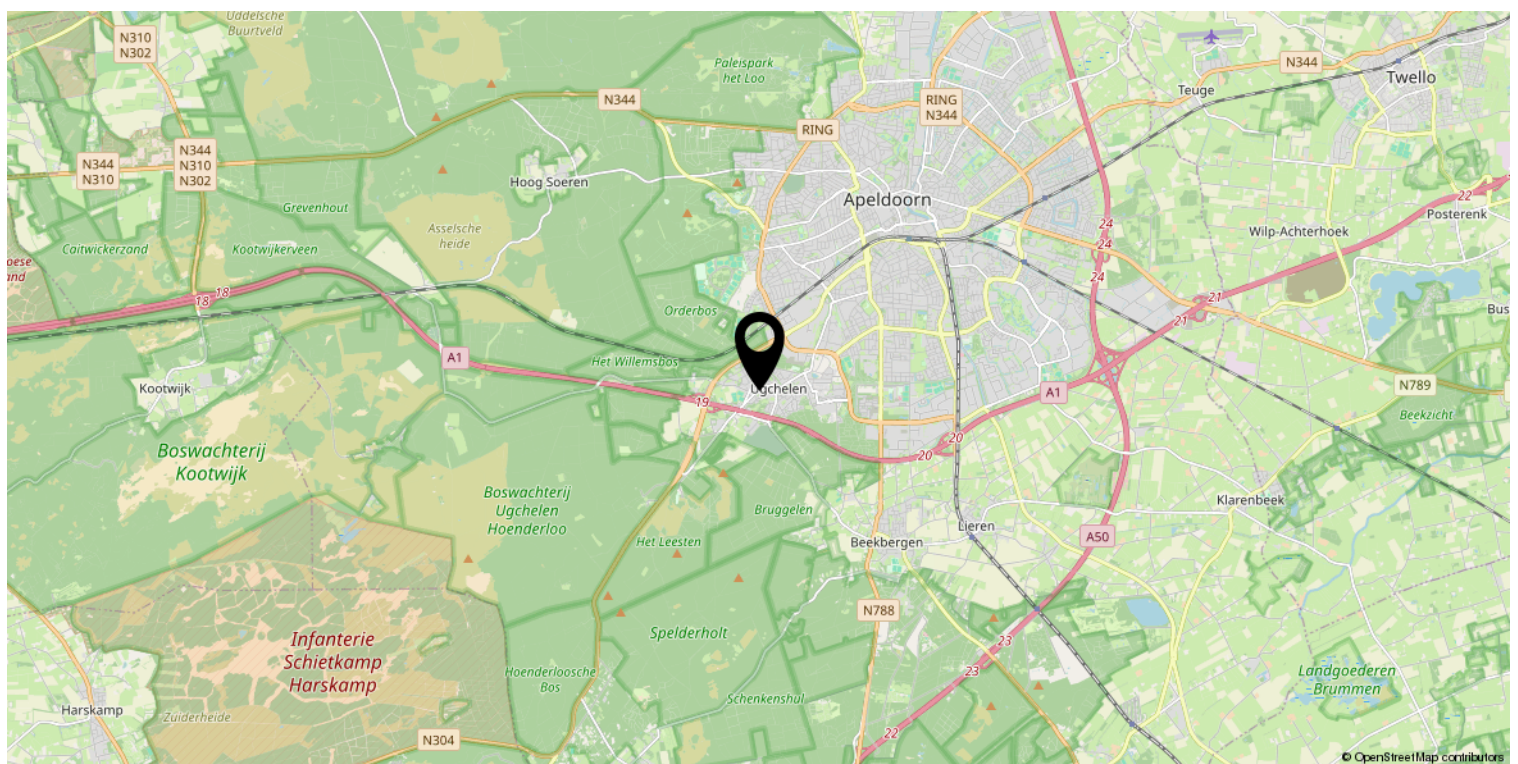 Uddelsche
Buurtveld
N310
N302
Paleispark
het Loo
N344
Twello
Teuge
N344
RING
N344
RING
N344
N310
N344
N310
N302
Hoog Soeren
22
Apeldoorn
Posterenk
Grevenhout
24
Wilp-Achterhoek
Asselsche
heide
Caitwickerzand
Kootwijkerveen
24
oese
and
24
18
18
21
Bus
Orderbos
21
A1
Het Willemsbos
Kootwijk
Ugchelen
A1
N789
19
Beekzicht
20
20
Boswachterij
Kootwijk
Boswachterij
Ugchelen
Hoenderloo
Klarenbeek
Bruggelen
Lieren
A50
Het Leesten
Beekbergen
N788
Infanterie
Schietkamp
Harskamp
Spelderholt
23
23
Hoenderloosche
Bos
Landgoederen
Brummen
Schenkenshul
Harskamp
Zuiderheide
22
N304
© OpenStreetMap contributors